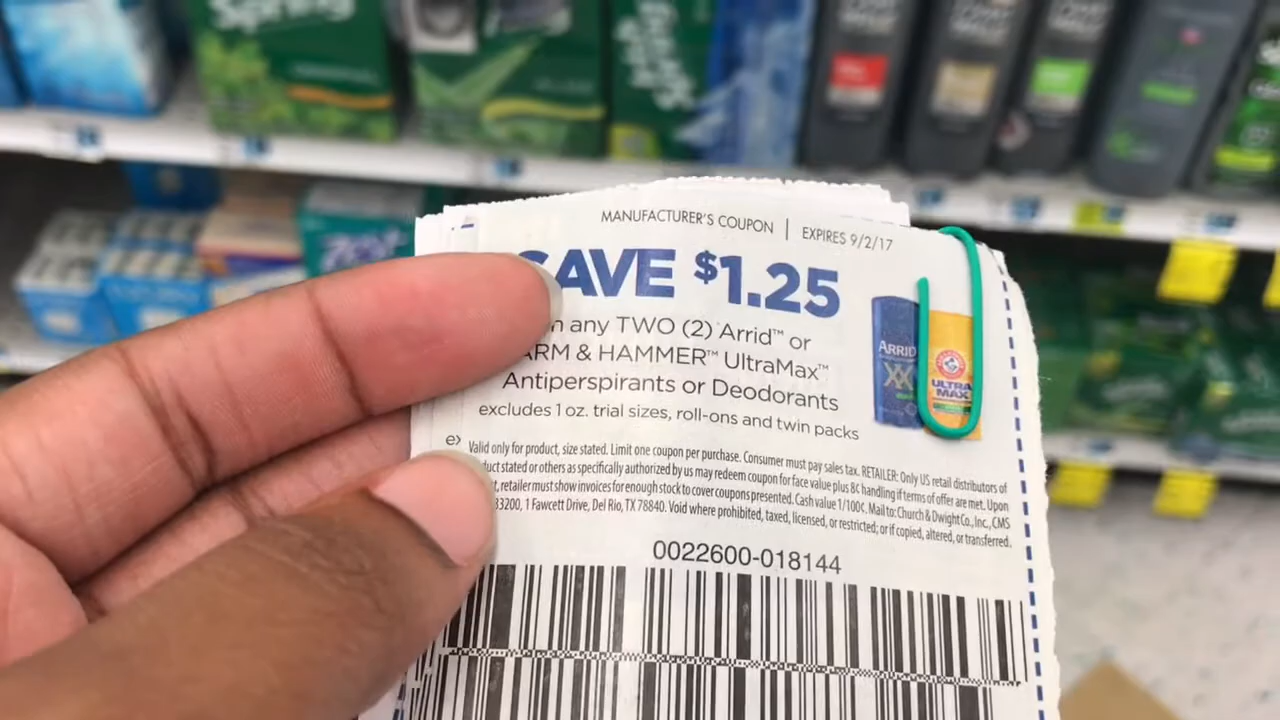 Spring
MANUFACTURER'S COUPON | EXPIRES 9/2/17
SAVE $1.25
any TWO (2) Arrid™ or
ARM & HAMMER™ UltraMax™
Antiperspirants or Deodorants
excludes 1 oz. trial sizes, roll-ons and twin packs
ARRID
XX
ULTRA
MAX
Valid only for product, size stated. Limit one coupon per purchase. Consumer must pay sales tax. RETAILER: Only US retail distributors of
stated or others as specifically authorized by us may redeem coupon for face value plus 8¢ handling if terms of offer are met. Upon
retailer must show invoices for enough stock to cover coupons presented. Cash value 1/100¢. Mail to: Church & Dwight Co., Inc., CMS
1 Fawcett Drive, Del Rio, TX 78840. Void where prohibited, taxed, licensed, or restricted; or if copied, altered, or transferred.
0022600-018144
Zest